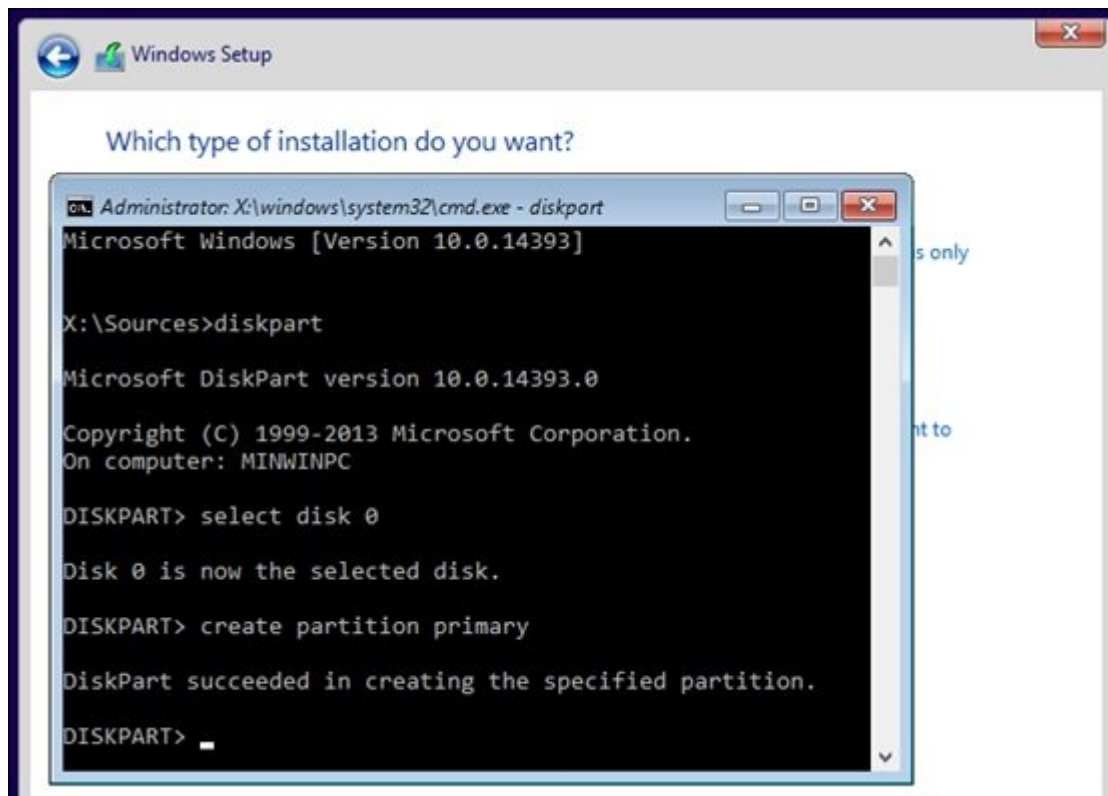 Windows Setup
Which type of installation do you want?
Administrator: X:\windows\system32\cmd.exe - diskpart
Microsoft Windows [Version 10.0.14393]
s only
X:\Sources>diskpart
Microsoft DiskPart version 10.0.14393.0
Copyright (C) 1999-2013 Microsoft Corporation.
nt to
On computer: MINWINPC
DISKPART> select disk 0
Disk 0 is now the selected disk.
DISKPART> create partition primary
DiskPart succeeded in creating the specified partition.
DISKPART>